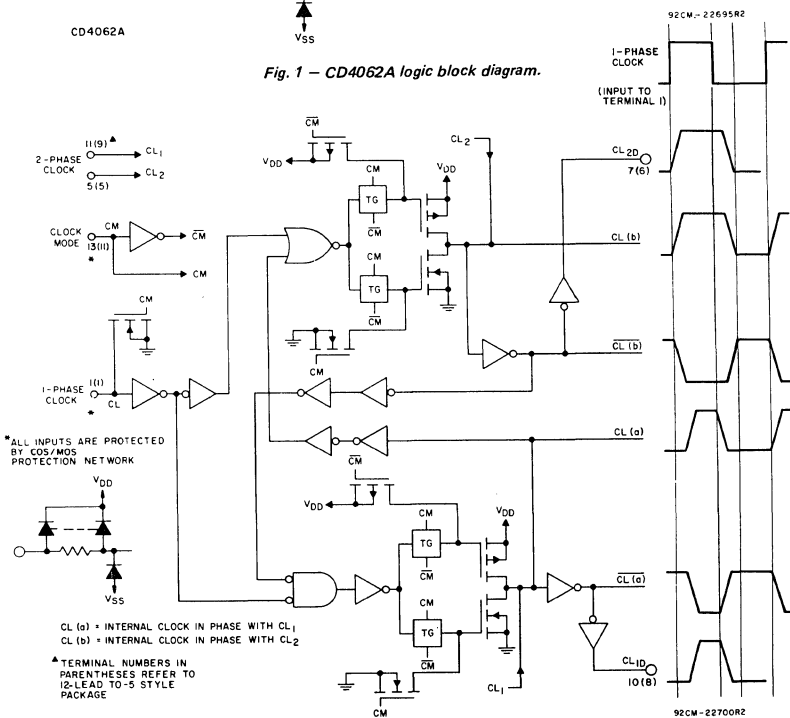 92CM-22695R2
CD4062A
VSS
Fig. 1 – CD4062A logic block diagram.
I-PHASE
CLOCK
(INPUT TO
TERMINAL 1)
11(9) ▲
2-PHASE
CLOCK
CL1
CL2
5(5)
CLOCK
MODE
CM
13(11)
*
CM
CM
CM
1(1)
I-PHASE
CLOCK
*
CL
CM
VDD
CM
TG
CM
CM
TG
CM
CM
VDD
CL2
CL2D
7(6)
CL (b)
CL (b)
CL (a)
*ALL INPUTS ARE PROTECTED
BY COS/MOS
PROTECTION NETWORK
VDD
VSS
CM
VDD
CM
TG
CM
CM
TG
CM
CM
VDD
CL1
CL (a)
CL1D
10(8)
CL (a) = INTERNAL CLOCK IN PHASE WITH CL1
CL (b) = INTERNAL CLOCK IN PHASE WITH CL2
▲ TERMINAL NUMBERS IN
PARENTHESES REFER TO
12-LEAD TO-5 STYLE
PACKAGE
92CM-22700R2